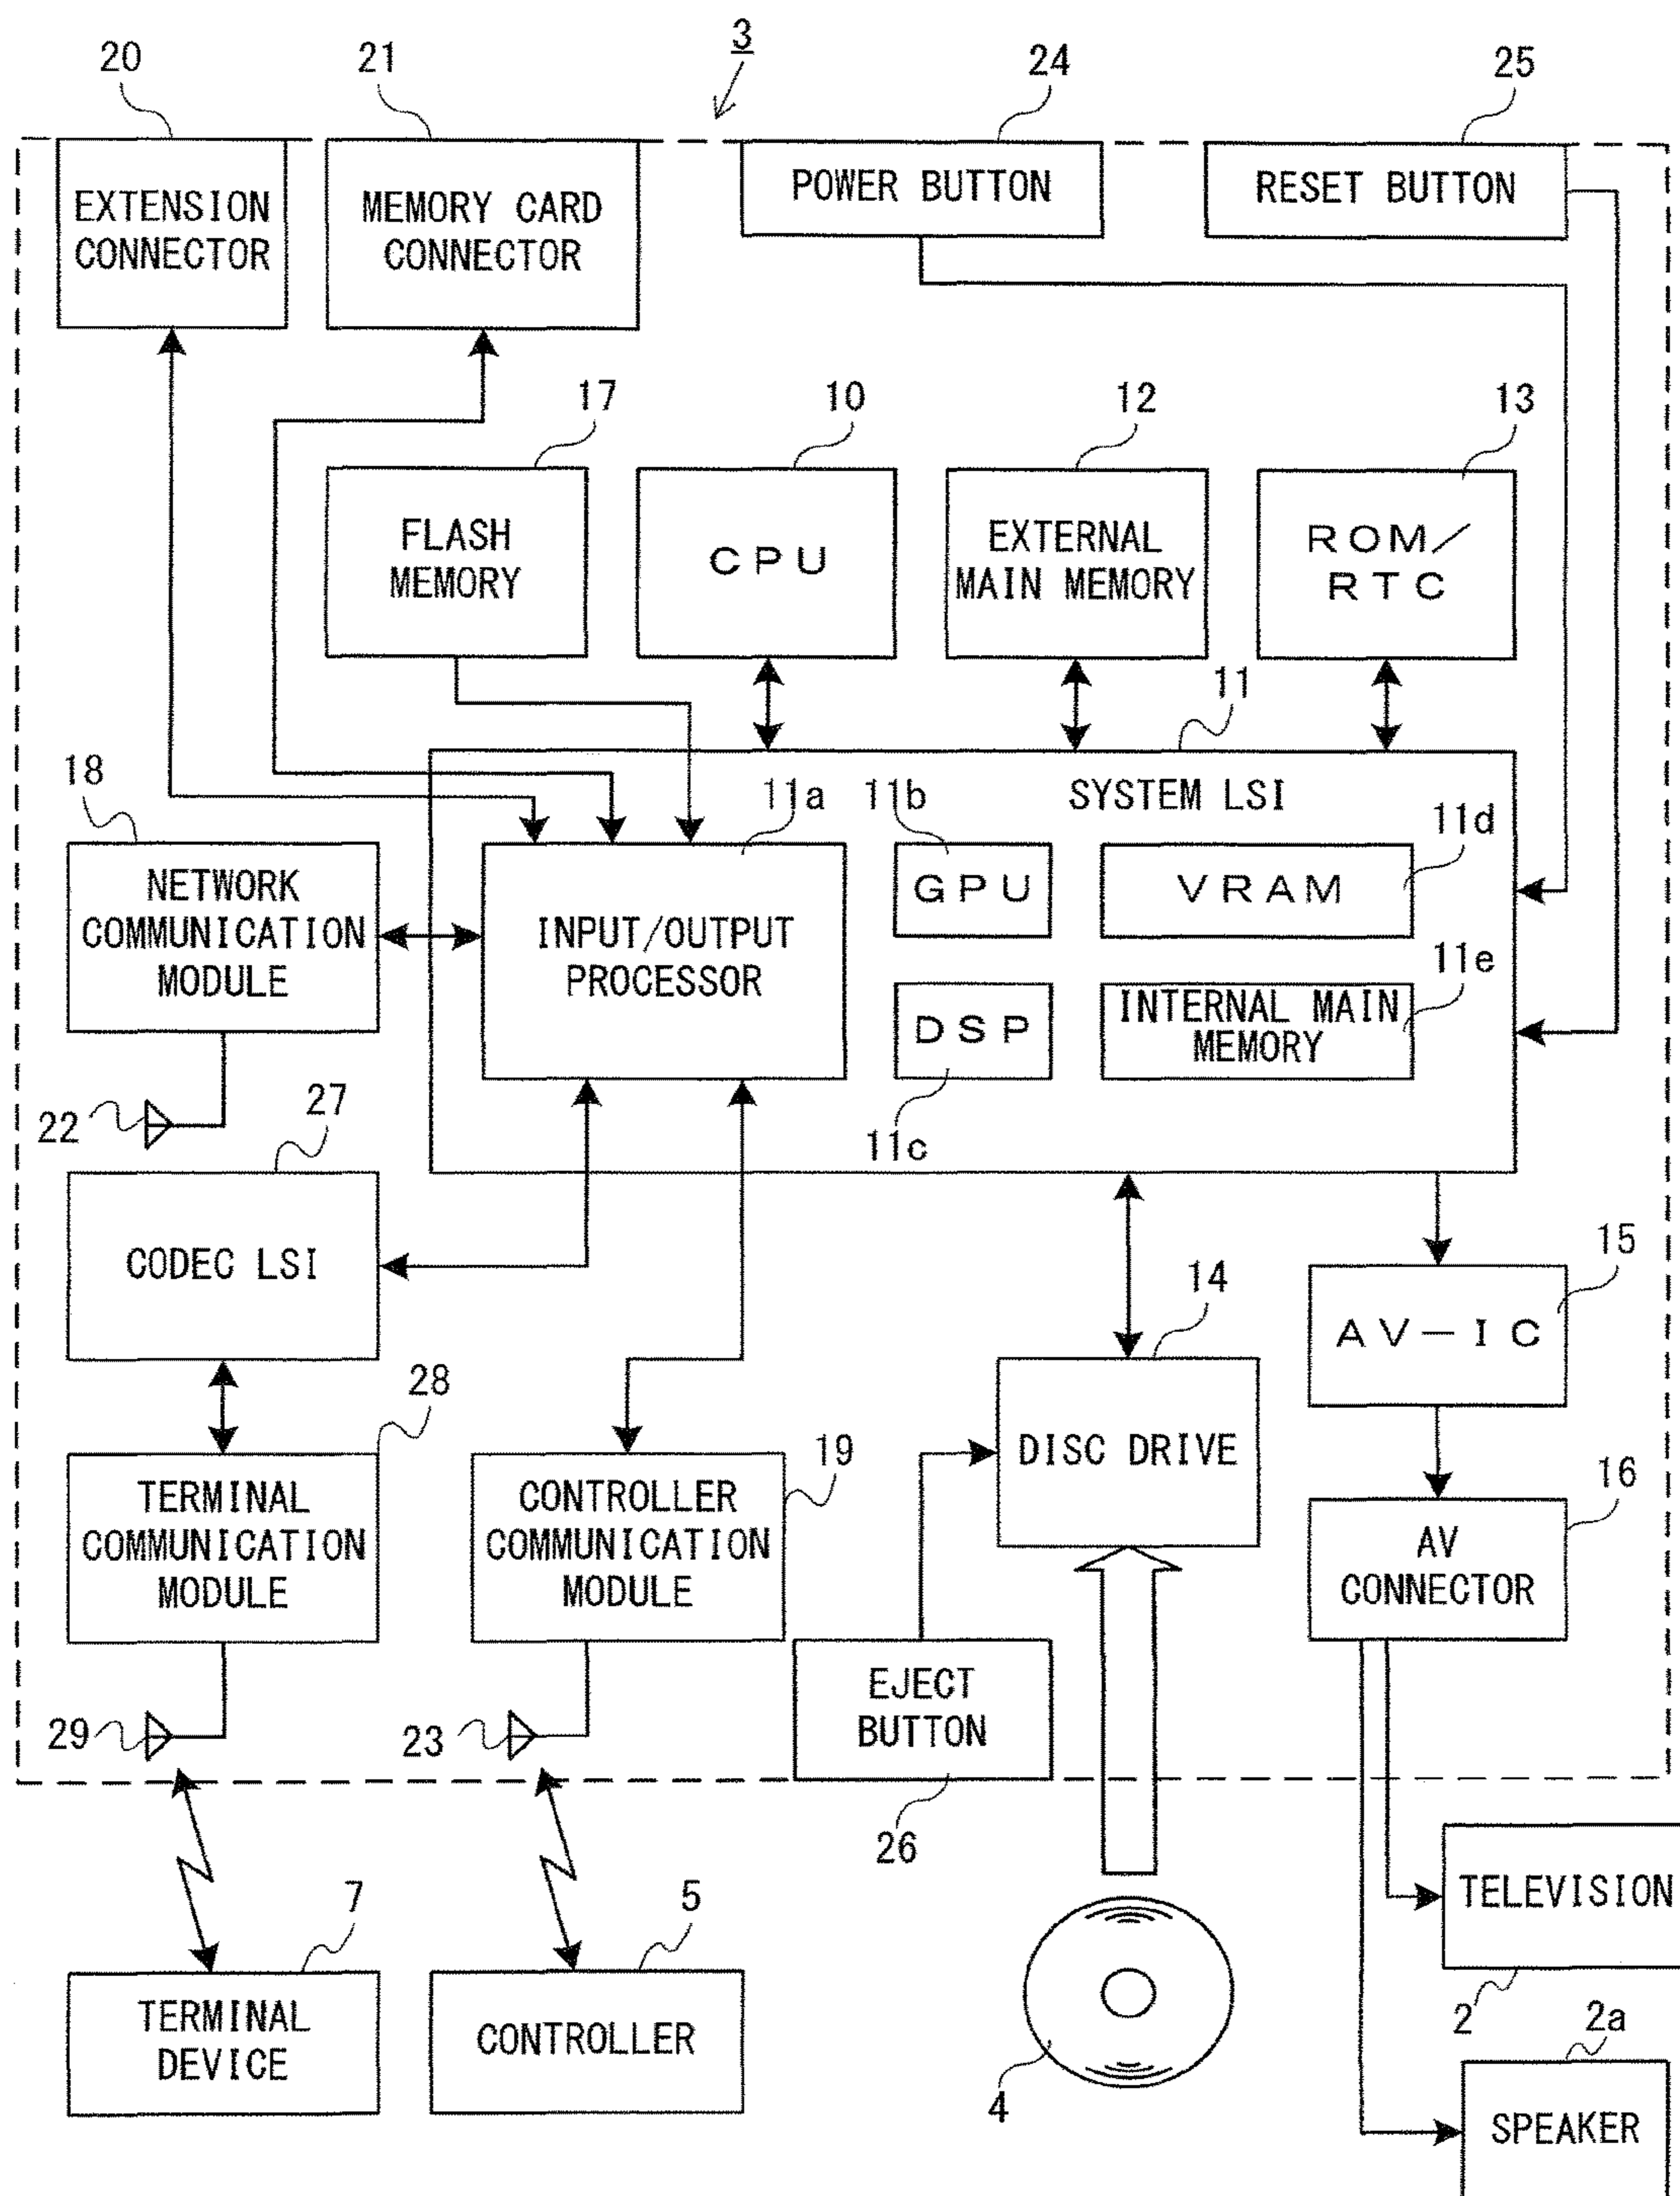 3
20
21
24
25
EXTENSION
CONNECTOR
MEMORY CARD
CONNECTOR
POWER BUTTON
RESET BUTTON
17
10
12
13
FLASH
MEMORY
CPU
EXTERNAL
MAIN MEMORY
ROM/
RTC
11
SYSTEM LSI
18
11a
11b
11d
NETWORK
COMMUNICATION
MODULE
INPUT/OUTPUT
PROCESSOR
GPU
VRAM
11e
DSP
INTERNAL MAIN
MEMORY
11c
22
27
CODEC LSI
14
15
AV-IC
28
19
16
TERMINAL
COMMUNICATION
MODULE
CONTROLLER
COMMUNICATION
MODULE
DISC DRIVE
AV
CONNECTOR
29
23
EJECT
BUTTON
26
7
5
TELEVISION
2
TERMINAL
DEVICE
CONTROLLER
4
2a
SPEAKER